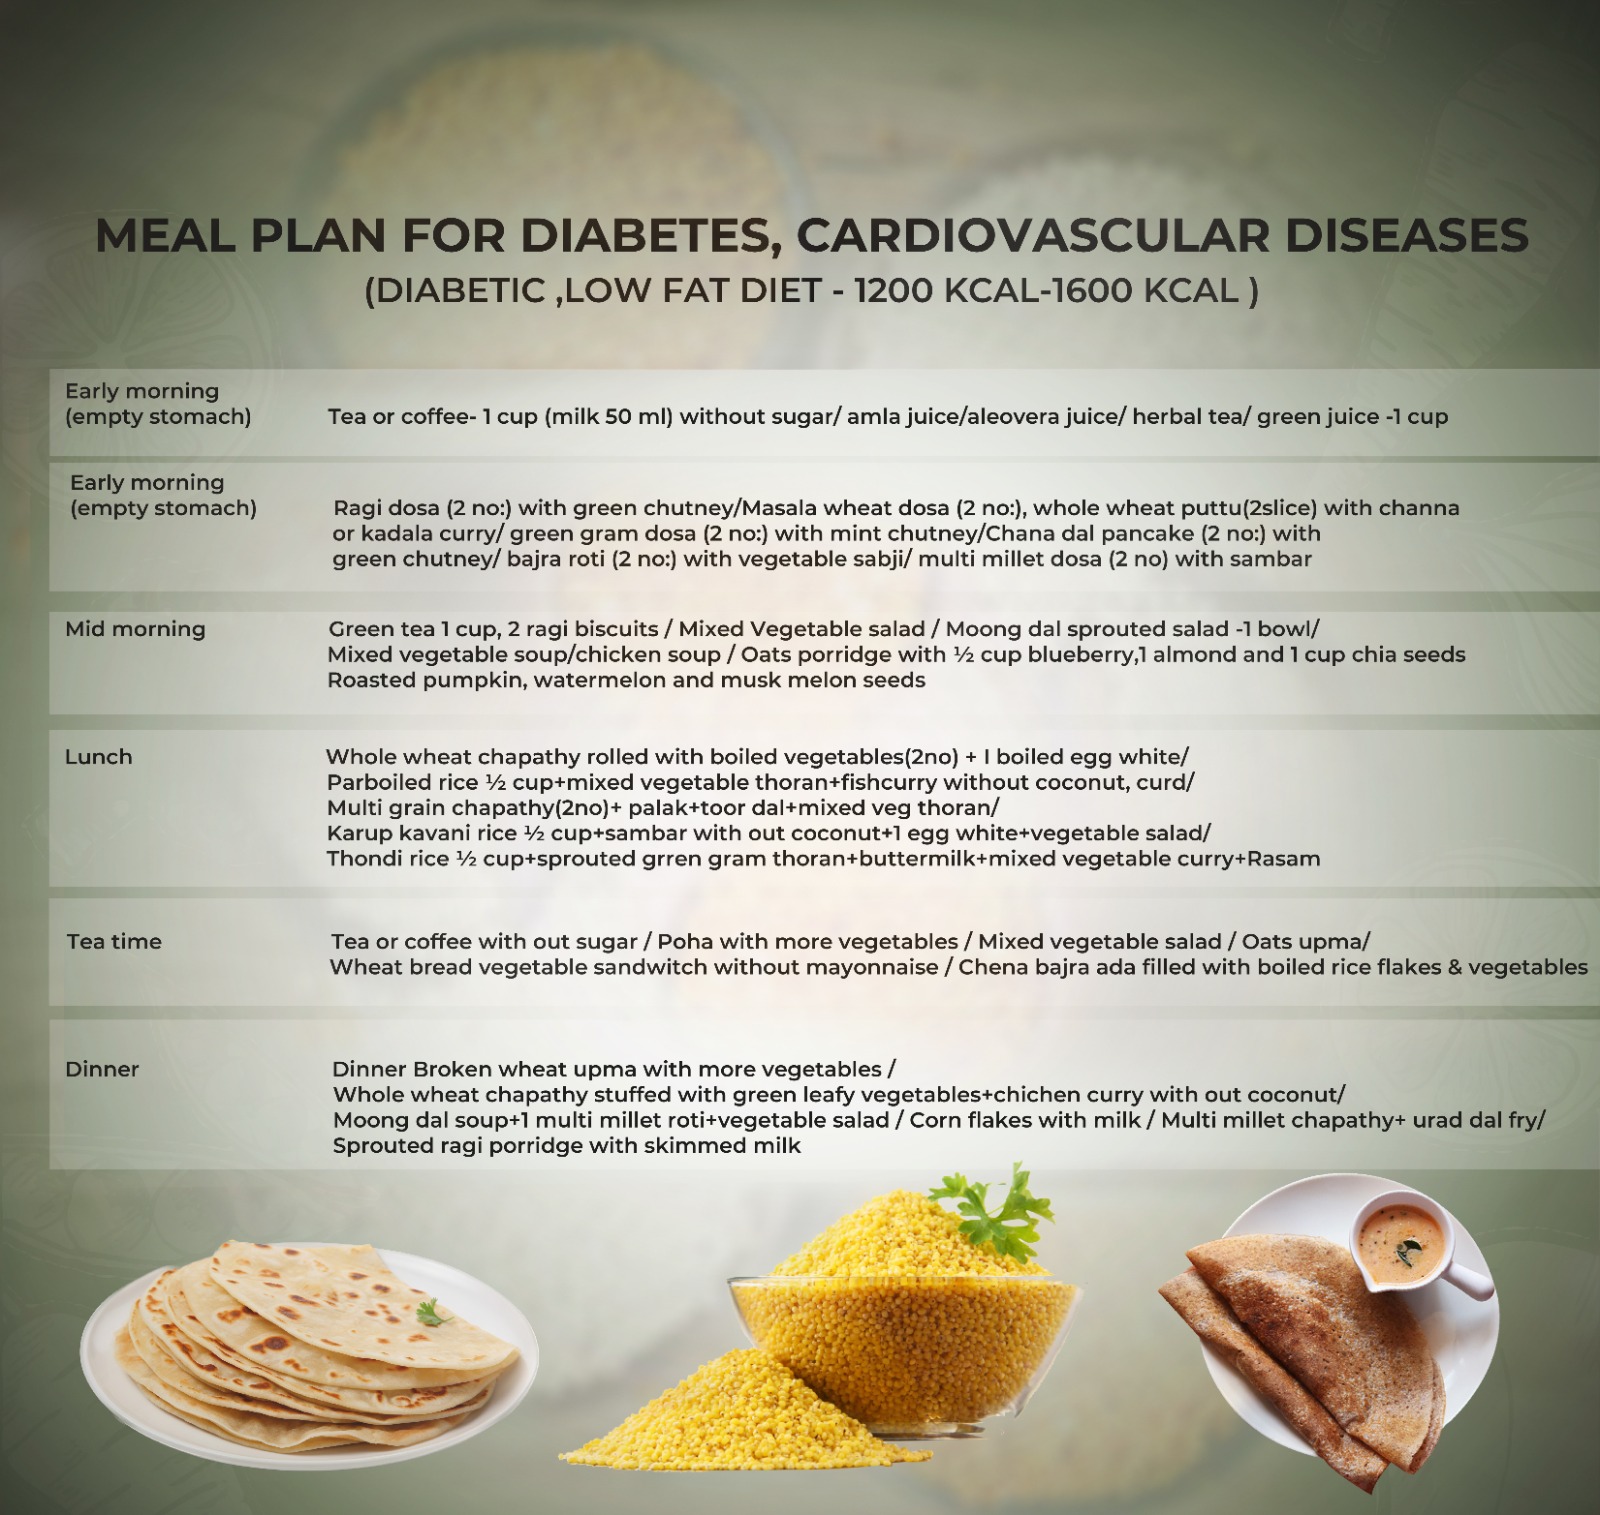 MEAL PLAN FOR DIABETES, CARDIOVASCULAR DISEASES
(DIABETIC ,LOW FAT DIET - 1200 KCAL-1600 KCAL )
Early morning
(empty stomach)
Tea or coffee- 1 cup (milk 50 ml) without sugar/ amla juice/aleovera juice/ herbal tea/ green juice -1 cup
Early morning
(empty stomach)
Ragi dosa (2 no:) with green chutney/Masala wheat dosa (2 no:), whole wheat puttu(2slice) with channa
or kadala curry/ green gram dosa (2 no:) with mint chutney/Chana dal pancake (2 no:) with
green chutney/ bajra roti (2 no:) with vegetable sabji/ multi millet dosa (2 no) with sambar
Mid morning
Green tea 1 cup, 2 ragi biscuits / Mixed Vegetable salad / Moong dal sprouted salad -1 bowl/
Mixed vegetable soup/chicken soup / Oats porridge with ½ cup blueberry,1 almond and 1 cup chia seeds
Roasted pumpkin, watermelon and musk melon seeds
Lunch
Whole wheat chapathy rolled with boiled vegetables(2no) + I boiled egg white/
Parboiled rice ½ cup+mixed vegetable thoran+fishcurry without coconut, curd/
Multi grain chapathy(2no)+ palak+toor dal+mixed veg thoran/
Karup kavani rice ½ cup+sambar with out coconut+1 egg white+vegetable salad/
Thondi rice ½ cup+sprouted grren gram thoran+buttermilk+mixed vegetable curry+Rasam
Tea time
Tea or coffee with out sugar / Poha with more vegetables / Mixed vegetable salad / Oats upma/
Wheat bread vegetable sandwitch without mayonnaise / Chena bajra ada filled with boiled rice flakes & vegetables
Dinner
Dinner Broken wheat upma with more vegetables /
Whole wheat chapathy stuffed with green leafy vegetables+chichen curry with out coconut/
Moong dal soup+1 multi millet roti+vegetable salad / Corn flakes with milk / Multi millet chapathy+ urad dal fry/
Sprouted ragi porridge with skimmed milk